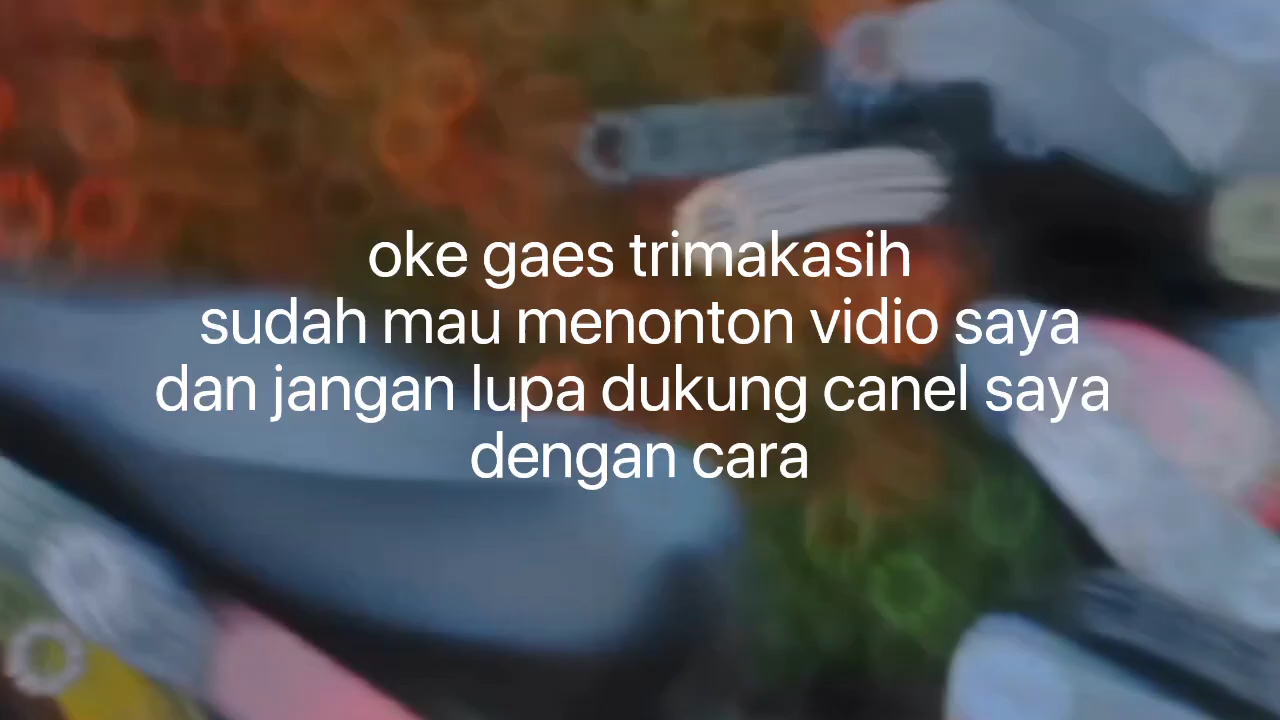 oke gaes trimakasih
sudah mau menonton vidio saya
dan jangan lupa dukung canel saya
dengan cara